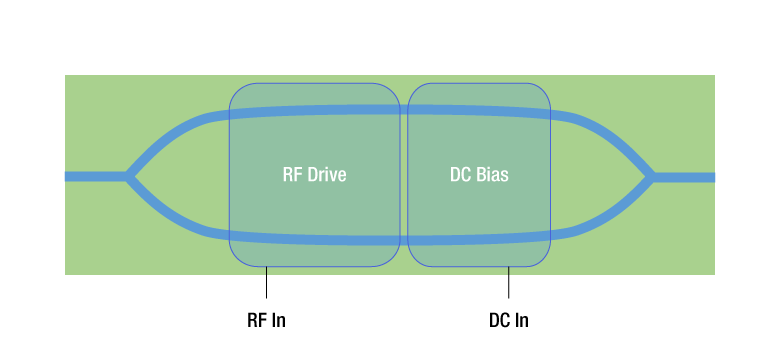 RF Drive
DC Bias
RF In
DC In